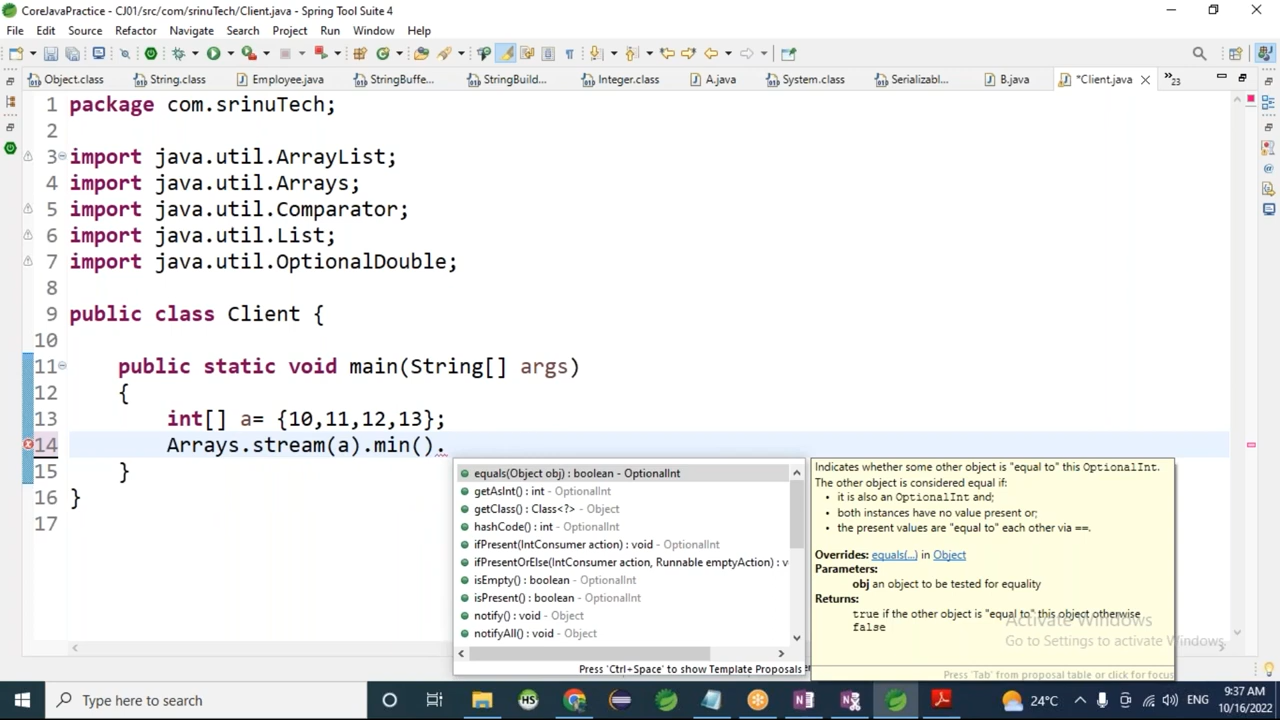 CoreJavaPractice - CJ01/src/com/srinuTech/Client.java - Spring Tool Suite 4
File Edit Source Refactor Navigate Search Project Run Window Help
Object.class String.class Employee.java StringBuffe... StringBuild... Integer.class A.java System.class Serializabl... B.java *Client.java »23
1 package com.srinuTech;
2
3 import java.util.ArrayList;
4 import java.util.Arrays;
5 import java.util.Comparator;
6 import java.util.List;
7 import java.util.OptionalDouble;
8
9 public class Client {
10
11 public static void main(String[] args)
12 {
13 int[] a= {10,11,12,13};
14 Arrays.stream(a).min().
15 }
16 }
17
equals(Object obj) : boolean - OptionalInt
getAsInt() : int - OptionalInt
getClass() : Class<?> - Object
hashCode() : int - OptionalInt
ifPresent(IntConsumer action) : void - OptionalInt
ifPresentOrElse(IntConsumer action, Runnable emptyAction) : v
isEmpty() : boolean - OptionalInt
isPresent() : boolean - OptionalInt
notify() : void - Object
notifyAll() : void - Object
Press 'Ctrl+Space' to show Template Proposals
Indicates whether some other object is "equal to" this OptionalInt.
The other object is considered equal if:
• it is also an OptionalInt and;
• both instances have no value present or;
• the present values are "equal to" each other via ==.
Overrides: equals(...) in Object
Parameters:
obj an object to be tested for equality
Returns:
true if the other object is "equal to" this object otherwise
false
Press 'Tab' from proposal table or click for focus
Activate Windows
Go to Settings to activate Windows.
Type here to search
HS
24°C
ENG
9:37 AM
10/16/2022